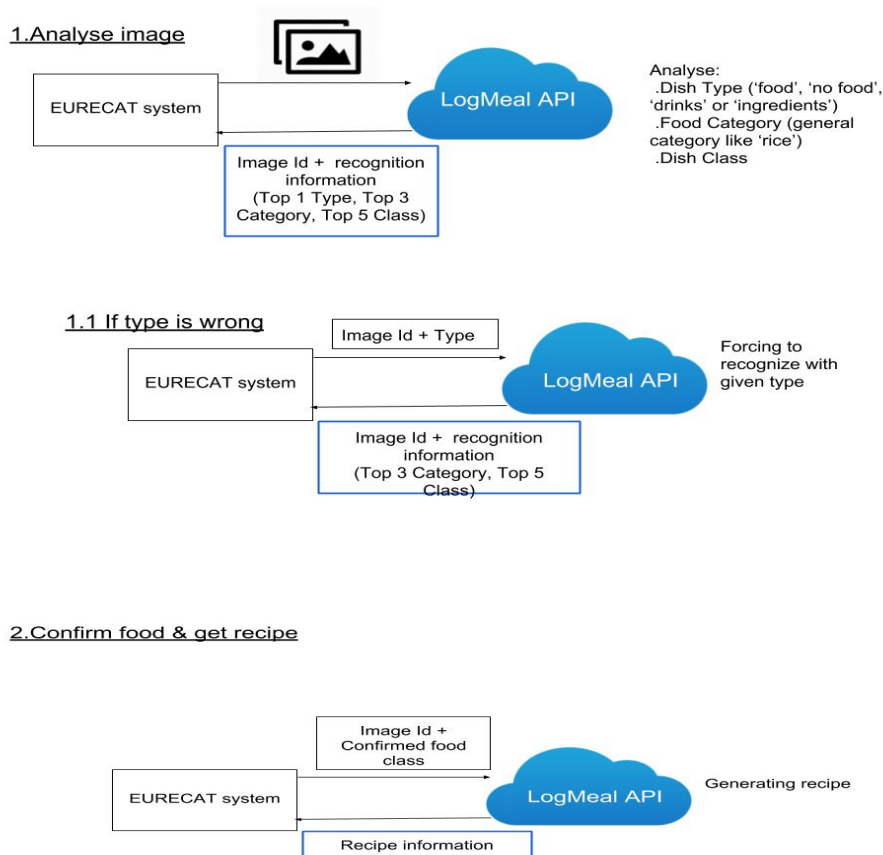 1.Analyse image
EURECAT system
LogMeal API
Analyse:
.Dish Type (‘food’, ‘no food’,
‘drinks’ or ‘ingredients’)
.Food Category (general
category like ‘rice’)
.Dish Class
Image Id + recognition
information
(Top 1 Type, Top 3
Category, Top 5 Class)
1.1 If type is wrong
Image Id + Type
EURECAT system
LogMeal API
Forcing to
recognize with
given type
Image Id + recognition
information
(Top 3 Category, Top 5
Class)
2.Confirm food & get recipe
Image Id +
Confirmed food
class
EURECAT system
LogMeal API
Generating recipe
Recipe information